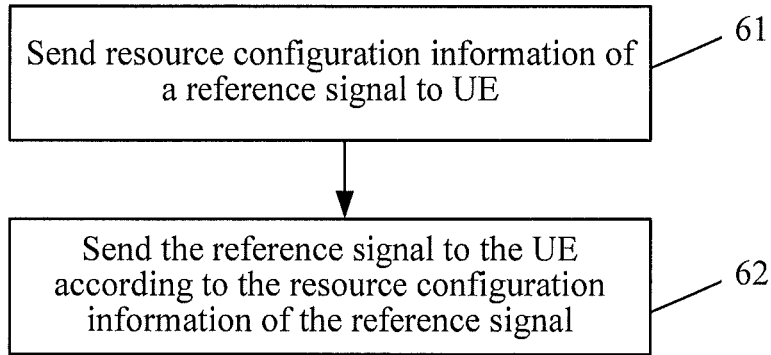 Send resource configuration information of
a reference signal to UE
61
Send the reference signal to the UE
according to the resource configuration
information of the reference signal
62